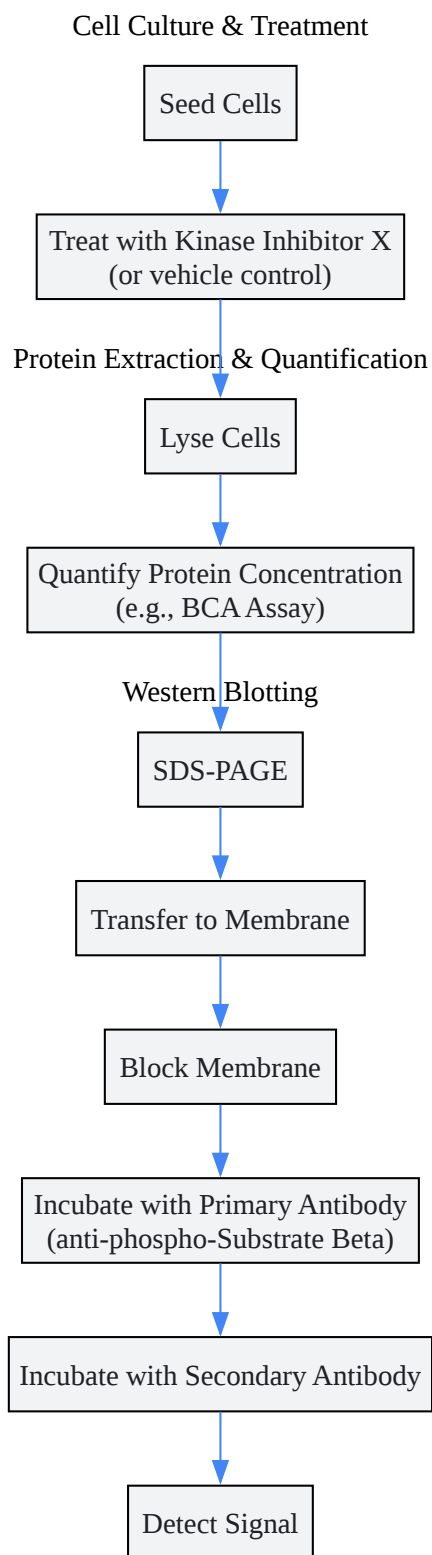 Cell Culture & Treatment
Seed Cells
Treat with Kinase Inhibitor X
(or vehicle control)
Protein Extraction & Quantification
Lyse Cells
Quantify Protein Concentration
(e.g., BCA Assay)
Western Blotting
SDS-PAGE
Transfer to Membrane
Block Membrane
Incubate with Primary Antibody
(anti-phospho-Substrate Beta)
Incubate with Secondary Antibody
Detect Signal